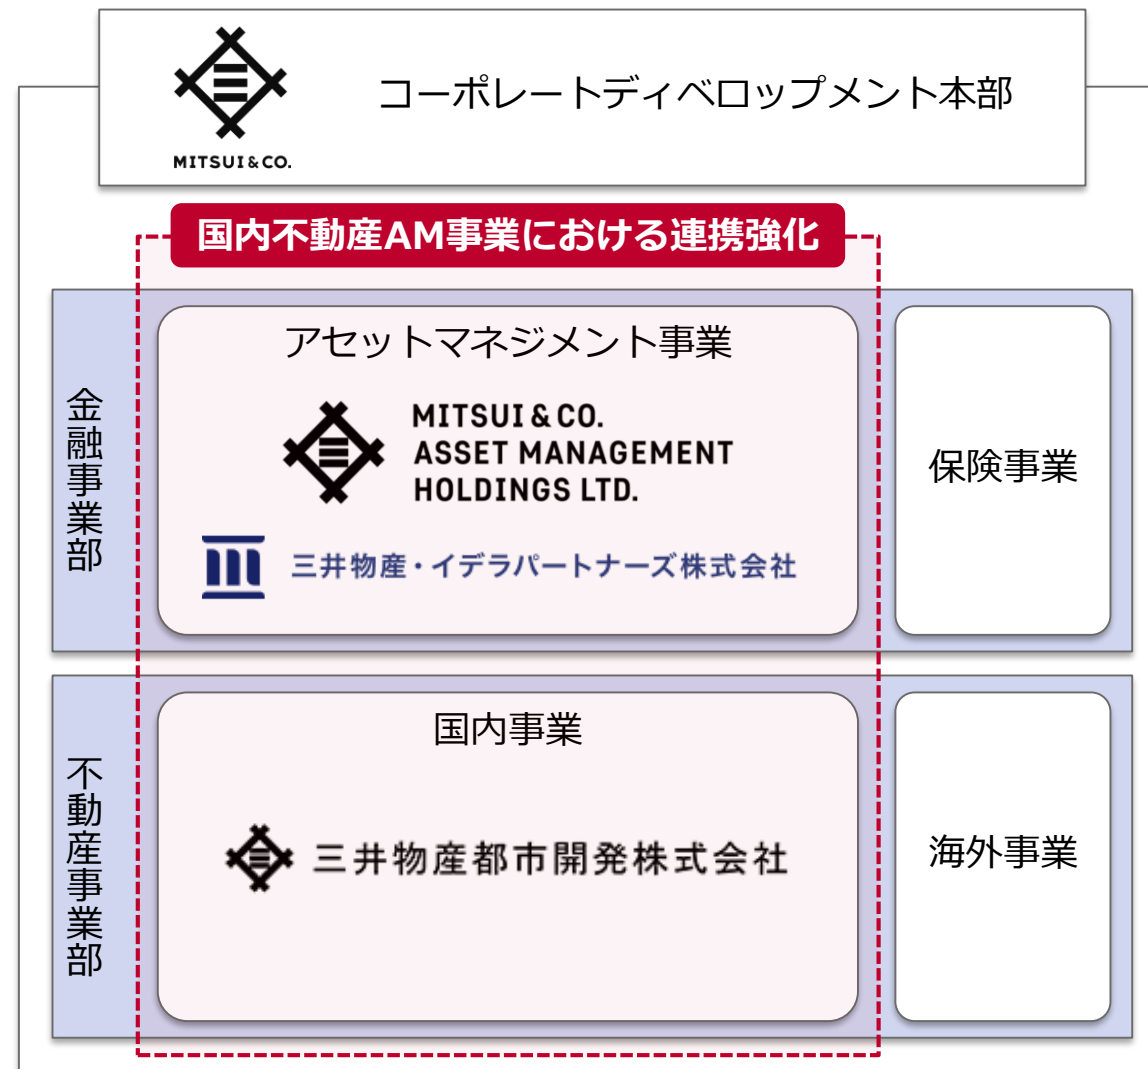 MITSUI & CO.
コーポレートディベロップメント本部
国内不動産AM事業における連携強化
金融事業部
アセットマネジメント事業
MITSUI & CO.
ASSET MANAGEMENT
HOLDINGS LTD.
三井物産・イデラパートナーズ株式会社
保険事業
不動産事業部
国内事業
三井物産都市開発株式会社
海外事業